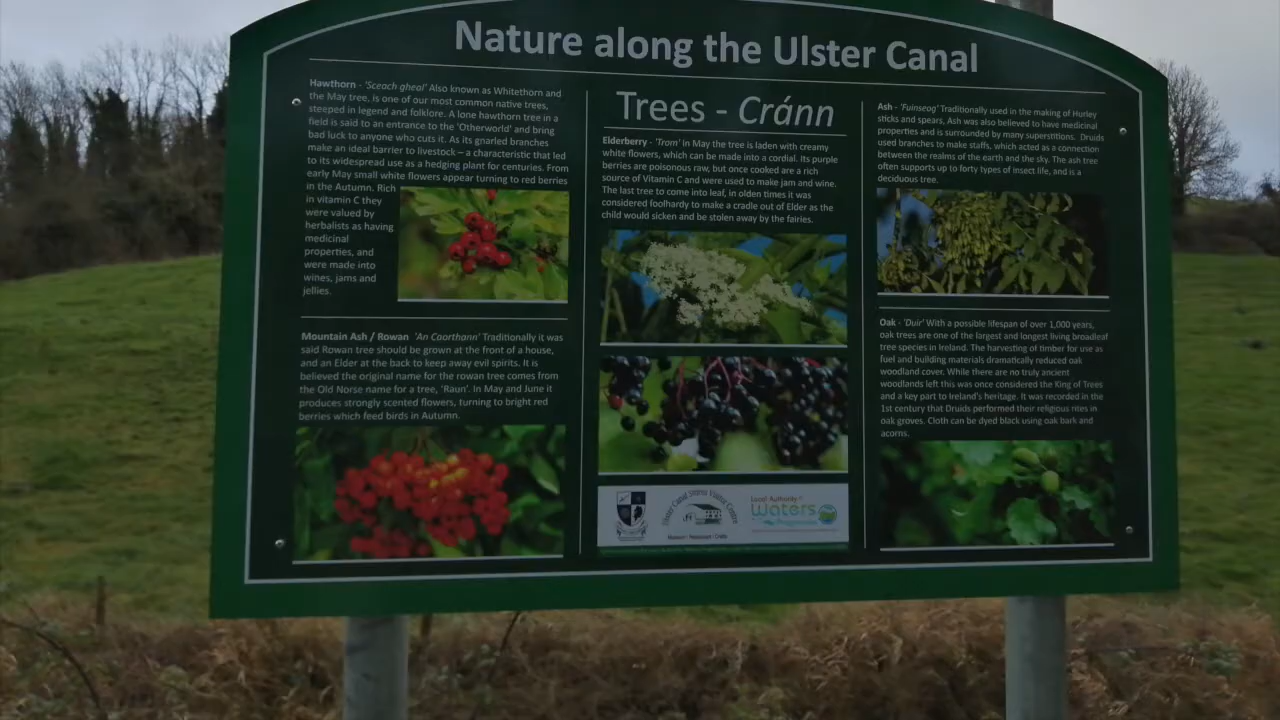 Nature along the Ulster Canal
Hawthorn - 'Sceach gheal' Also known as Whitethorn and
the May tree, is one of our most common native trees,
steeped in legend and folklore. A lone hawthorn tree in a
field is said to an entrance to the 'Otherworld' and bring
bad luck to anyone who cuts it. As its gnarled branches
make an ideal barrier to livestock – a characteristic that led
to its widespread use as a hedging plant for centuries. From
early May small white flowers appear turning to red berries
in the Autumn. Rich
in vitamin C they
were valued by
herbalists as having
medicinal
properties, and
were made into
wines, jams and
jellies.
Mountain Ash / Rowan 'An Caorthann' Traditionally it was
said Rowan tree should be grown at the front of a house,
and an Elder at the back to keep away evil spirits. It is
believed the original name for the rowan tree comes from
the Old Norse name for a tree, 'Raun'. In May and June it
produces strongly scented flowers, turning to bright red
berries which feed birds in Autumn.
Trees - Cránn
Elderberry - 'Trom' In May the tree is laden with creamy
white flowers, which can be made into a cordial. Its purple
berries are poisonous raw, but once cooked are a rich
source of Vitamin C and were used to make jam and wine.
The last tree to come into leaf, in olden times it was
considered foolhardy to make a cradle out of Elder as the
child would sicken and be stolen away by the fairies.
Ulster Canal Stores Visitor Centre
Local Authority
Waters
Programme
Ash - 'Fuinseog' Traditionally used in the making of Hurley
sticks and spears, Ash was also believed to have medicinal
properties and is surrounded by many superstitions. Druids
used branches to make staffs, which acted as a connection
between the realms of the earth and the sky. The ash tree
often supports up to forty types of insect life, and is a
deciduous tree.
Oak - 'Duir' With a possible lifespan of over 1,000 years,
oak trees are one of the largest and longest living broadleaf
tree species in Ireland. The harvesting of timber for use as
fuel and building materials dramatically reduced oak
woodland cover. While there are no truly ancient
woodlands left this was once considered the King of Trees
and a key part to Ireland's heritage. It was recorded in the
1st century that Druids performed their religious rites in
oak groves. Cloth can be dyed black using oak bark and
acorns.